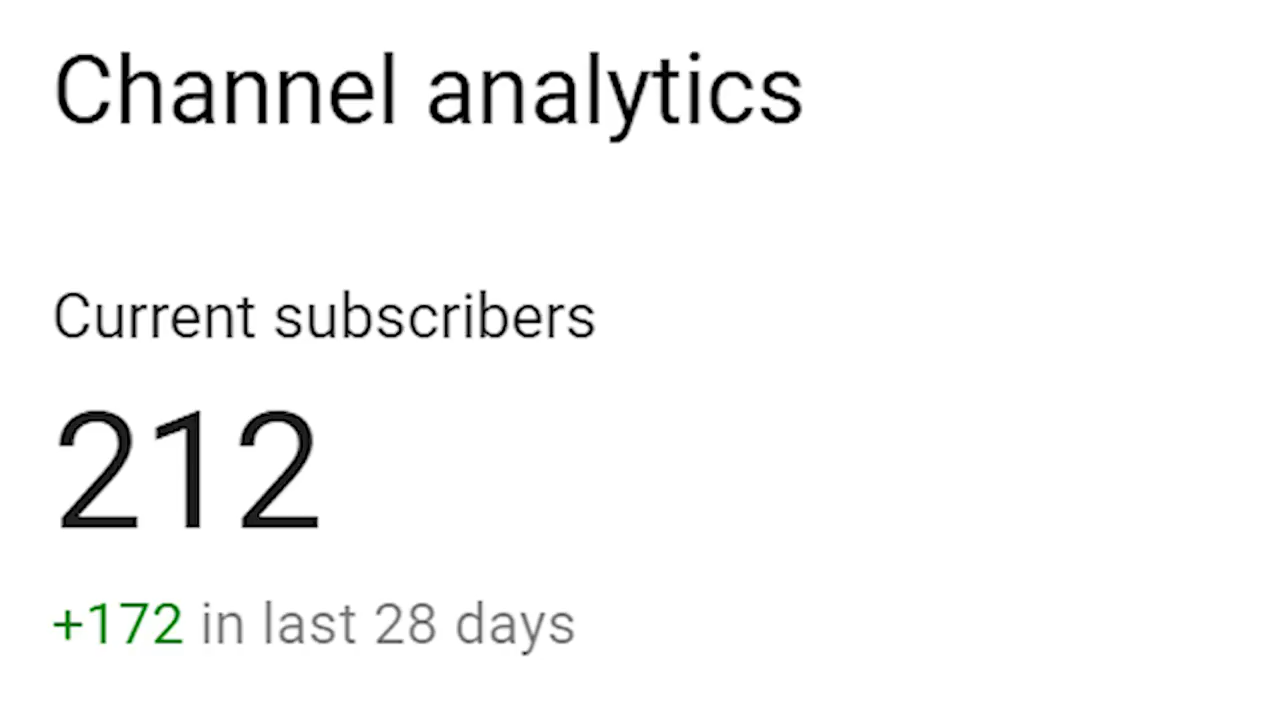 Channel analytics
Current subscribers
212
+172 in last 28 days